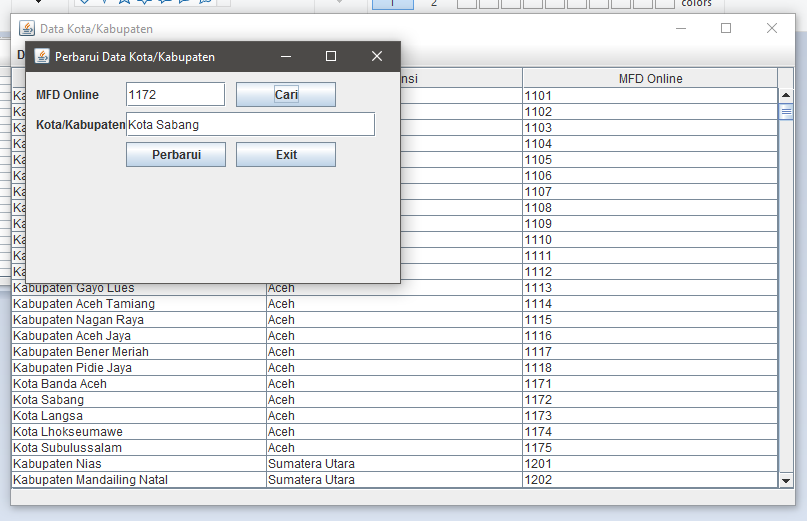 1 2 colors
Data Kota/Kabupaten
Perbarui Data Kota/Kabupaten
MFD Online 1172 Cari
Kota/Kabupaten Kota Sabang
Perbarui Exit
MFD Online
1101
1102
1103
1104
1105
1106
1107
1108
1109
1110
1111
1112
Kabupaten Gayo Lues Aceh 1113
Kabupaten Aceh Tamiang Aceh 1114
Kabupaten Nagan Raya Aceh 1115
Kabupaten Aceh Jaya Aceh 1116
Kabupaten Bener Meriah Aceh 1117
Kabupaten Pidie Jaya Aceh 1118
Kota Banda Aceh Aceh 1171
Kota Sabang Aceh 1172
Kota Langsa Aceh 1173
Kota Lhokseumawe Aceh 1174
Kota Subulussalam Aceh 1175
Kabupaten Nias Sumatera Utara 1201
Kabupaten Mandailing Natal Sumatera Utara 1202